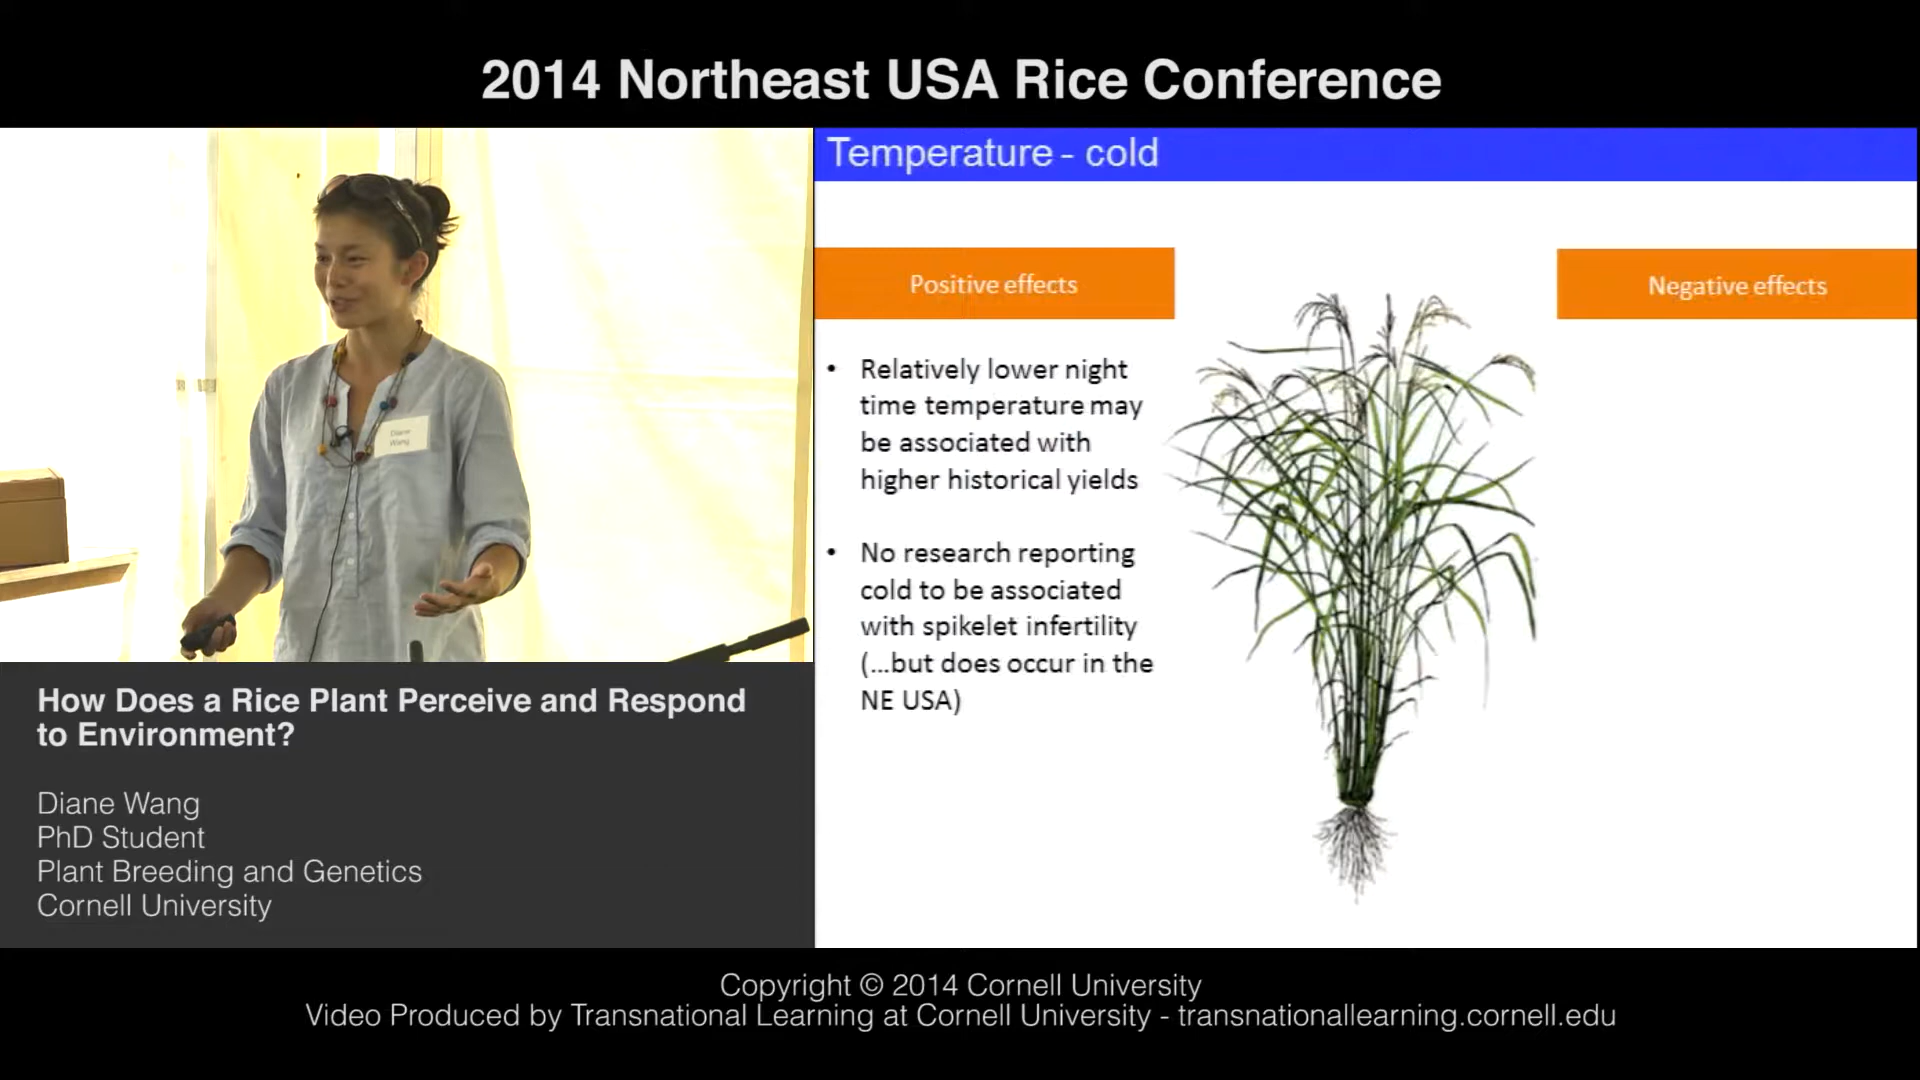 2014 Northeast USA Rice Conference
Temperature - cold
Positive effects
Negative effects
• Relatively lower night
time temperature may
be associated with
higher historical yields
• No research reporting
cold to be associated
with spikelet infertility
(...but does occur in the
NE USA)
Diane
Wang
How Does a Rice Plant Perceive and Respond
to Environment?
Diane Wang
PhD Student
Plant Breeding and Genetics
Cornell University
Copyright © 2014 Cornell University
Video Produced by Transnational Learning at Cornell University - transnationallearning.cornell.edu